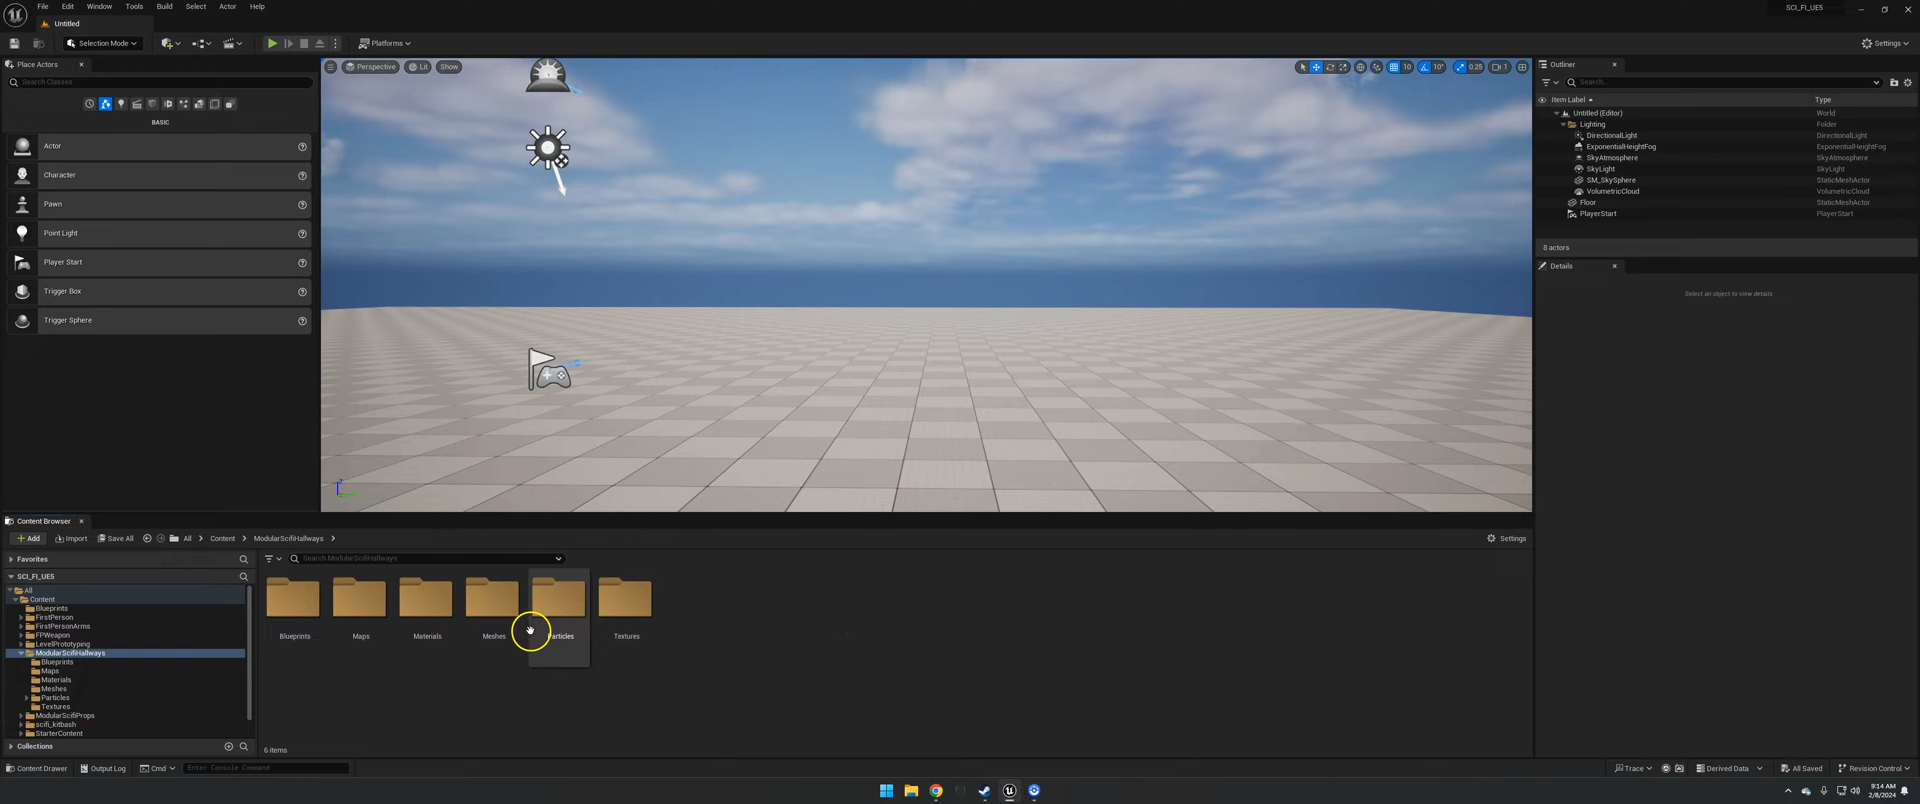 File Edit Window Tools Build Select Actor Help
SCI_FI_UE5
Untitled
Selection Mode
Platforms
Settings
Place Actors
Search Classes
BASIC
Actor
Character
Pawn
Point Light
Player Start
Trigger Box
Trigger Sphere
Perspective Lit Show
10 10° 0.25 1
Outliner
Search...
Item Label Type
Untitled (Editor) World
Lighting Folder
DirectionalLight DirectionalLight
ExponentialHeightFog ExponentialHeightFog
SkyAtmosphere SkyAtmosphere
SkyLight SkyLight
SM_SkySphere StaticMeshActor
VolumetricCloud VolumetricCloud
Floor StaticMeshActor
PlayerStart PlayerStart
8 actors
Details
Select an object to view details.
Content Browser
Add Import Save All All Content ModularScifiHallways
Settings
Favorites
SCI_FI_UE5
All
Content
Blueprints
FirstPerson
FirstPersonArms
FPWeapon
LevelPrototyping
ModularScifiHallways
Blueprints
Maps
Materials
Meshes
Particles
Textures
ModularScifiProps
scifi_kitbash
StarterContent
Collections
Search ModularScifiHallways
Blueprints Maps Materials Meshes Particles Textures
6 items
Content Drawer Output Log Cmd Enter Console Command
Trace Derived Data All Saved Revision Control
9:14 AM
2/8/2024